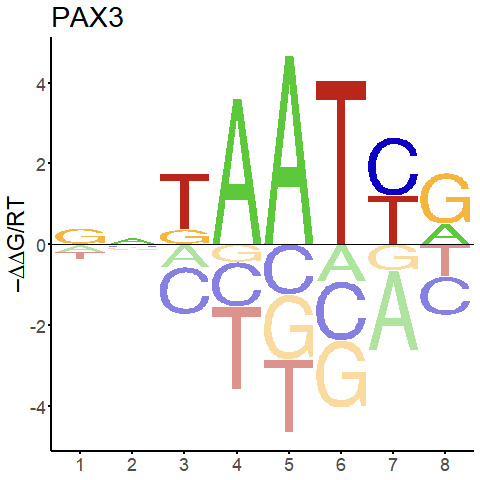 PAX3
−ΔΔG/RT
4
2
0
-2
-4
G A T
A
T G A C
A G C T
A C G T
T A C G
C T G A
G A T C
1 2 3 4 5 6 7 8